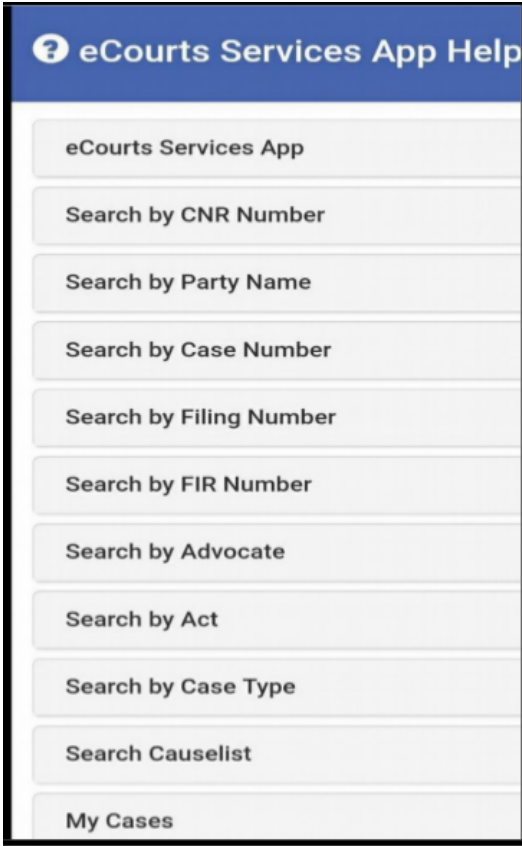 ? eCourts Services App Help
eCourts Services App
Search by CNR Number
Search by Party Name
Search by Case Number
Search by Filing Number
Search by FIR Number
Search by Advocate
Search by Act
Search by Case Type
Search Causelist
My Cases